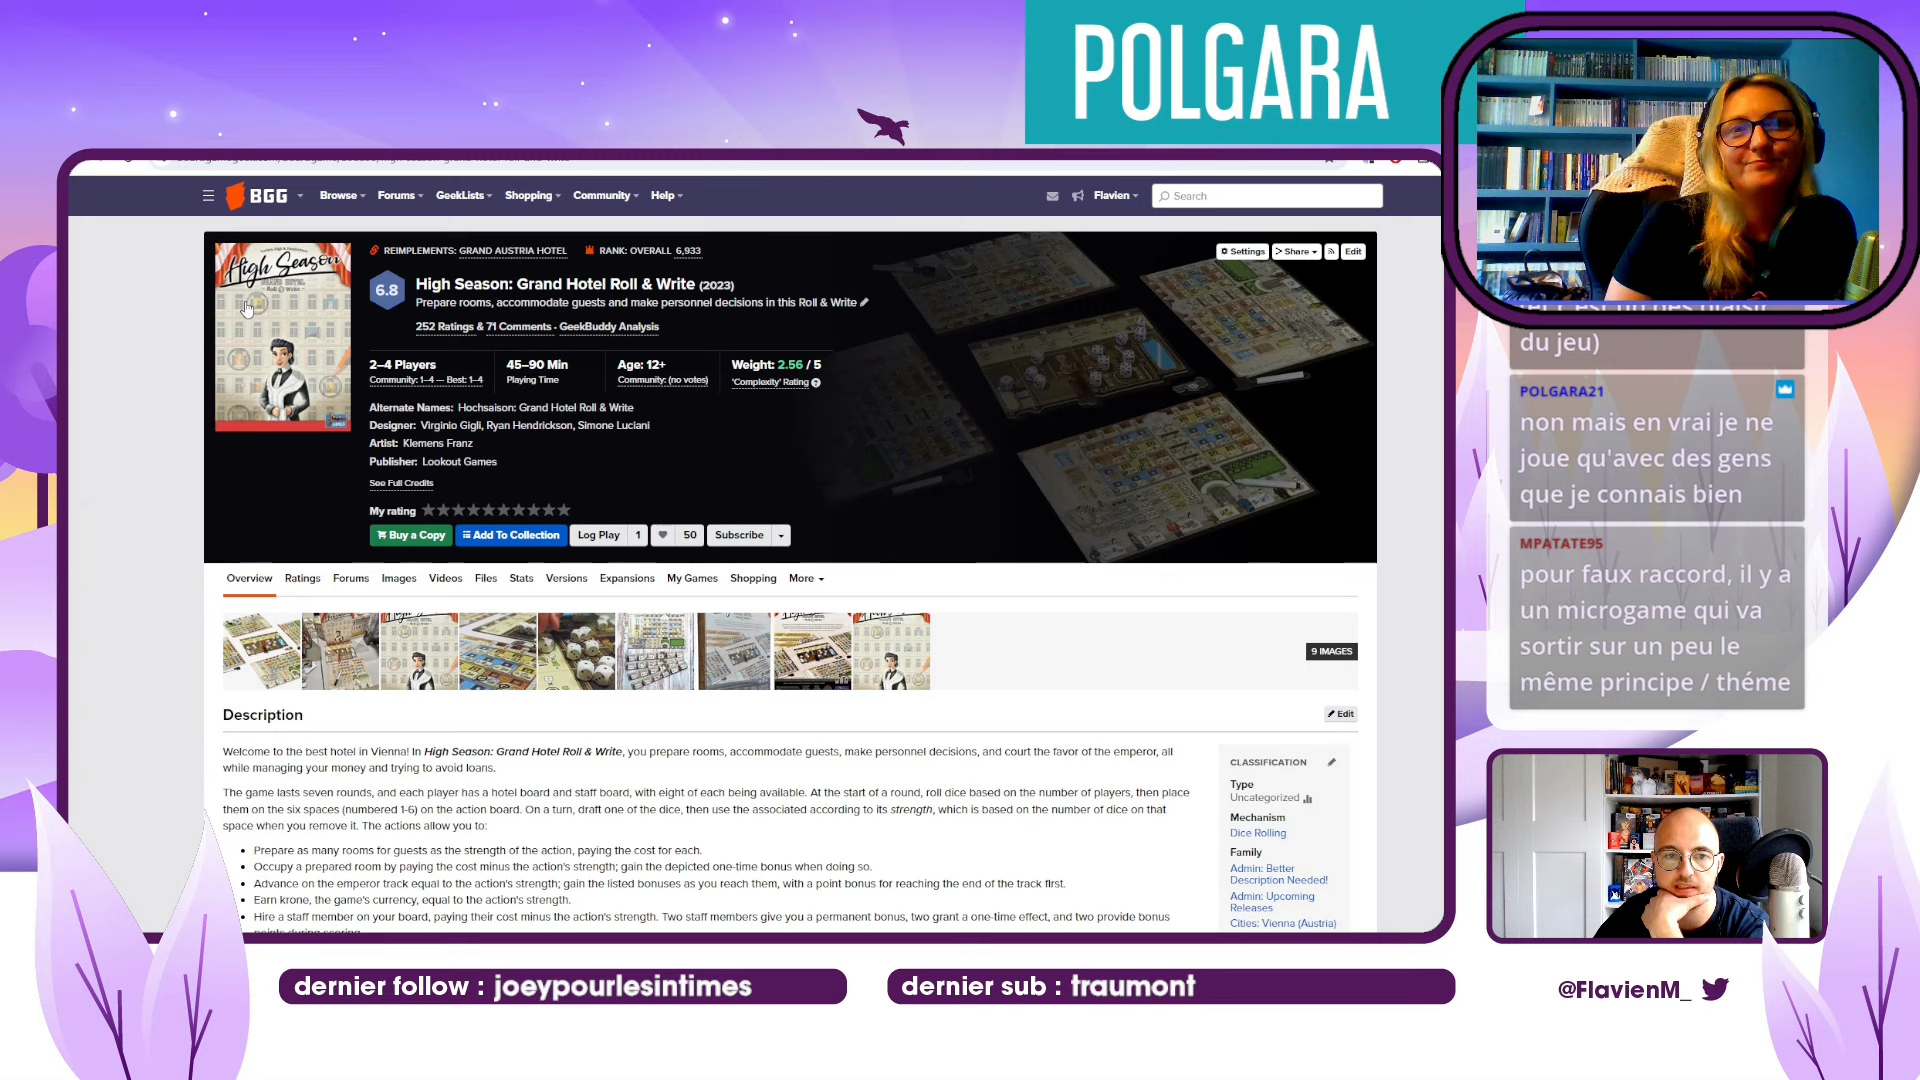 POLGARA
BGG
Browse
Forums
GeekLists
Shopping
Community
Help
Flavien
Search
REIMPLEMENTS: GRAND AUSTRIA HOTEL
RANK: OVERALL 6,933
Settings
Share
Edit
High Season
GRAND HOTEL
Roll & Write
6.8
High Season: Grand Hotel Roll & Write (2023)
Prepare rooms, accommodate guests and make personnel decisions in this Roll & Write
252 Ratings & 71 Comments · GeekBuddy Analysis
2–4 Players
Community: 1–4 — Best: 1–4
45–90 Min
Playing Time
Age: 12+
Community: (no votes)
Weight: 2.56 / 5
'Complexity' Rating
Alternate Names: Hochsaison: Grand Hotel Roll & Write
Designer: Virginio Gigli, Ryan Hendrickson, Simone Luciani
Artist: Klemens Franz
Publisher: Lookout Games
See Full Credits
My rating
Buy a Copy
Add To Collection
Log Play
1
50
Subscribe
Overview
Ratings
Forums
Images
Videos
Files
Stats
Versions
Expansions
My Games
Shopping
More
9 IMAGES
Description
Edit
Welcome to the best hotel in Vienna! In High Season: Grand Hotel Roll & Write, you prepare rooms, accommodate guests, make personnel decisions, and court the favor of the emperor, all
while managing your money and trying to avoid loans.
The game lasts seven rounds, and each player has a hotel board and staff board, with eight of each being available. At the start of a round, roll dice based on the number of players, then place
them on the six spaces (numbered 1-6) on the action board. On a turn, draft one of the dice, then use the associated according to its strength, which is based on the number of dice on that
space when you remove it. The actions allow you to:
• Prepare as many rooms for guests as the strength of the action, paying the cost for each.
• Occupy a prepared room by paying the cost minus the action's strength; gain the depicted one-time bonus when doing so.
• Advance on the emperor track equal to the action's strength; gain the listed bonuses as you reach them, with a point bonus for reaching the end of the track first.
• Earn krone, the game's currency, equal to the action's strength.
• Hire a staff member on your board, paying their cost minus the action's strength. Two staff members give you a permanent bonus, two grant a one-time effect, and two provide bonus
points during scoring.
CLASSIFICATION
Type
Uncategorized
Mechanism
Dice Rolling
Family
Admin: Better
Description Needed!
Admin: Upcoming
Releases
Cities: Vienna (Austria)
du jeu)
POLGARA21
non mais en vrai je ne
joue qu'avec des gens
que je connais bien
MPATATE95
pour faux raccord, il y a
un microgame qui va
sortir sur un peu le
même principe / théme
dernier follow : joeypourlesintimes
dernier sub : traumont
@FlavienM_